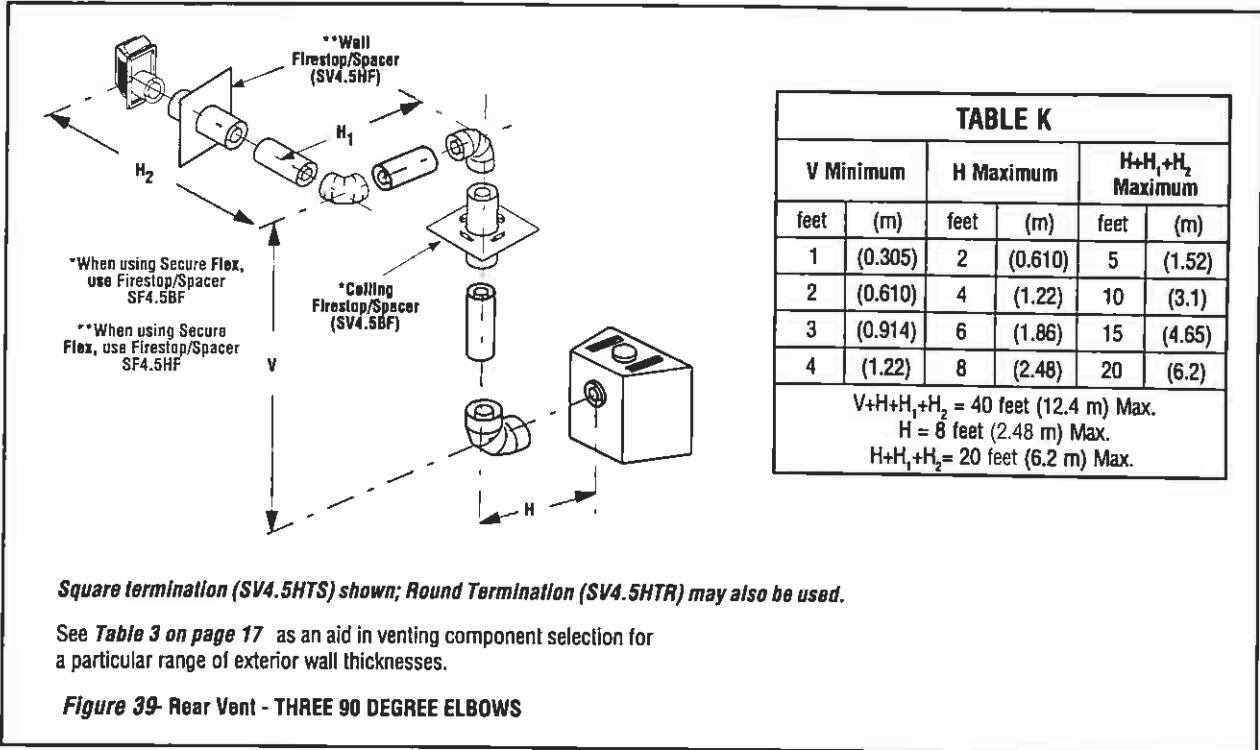 **Wall
Firestop/Spacer
(SV4.5HF)
H₁
H₂
*When using Secure Flex,
use Firestop/Spacer
SF4.5BF
**When using Secure
Flex, use Firestop/Spacer
SF4.5HF
*Ceiling
Firestop/Spacer
(SV4.5BF)
V
H
TABLE K
V Minimum H Maximum H+H₁+H₂ Maximum
feet (m) feet (m) feet (m)
1 (0.305) 2 (0.610) 5 (1.52)
2 (0.610) 4 (1.22) 10 (3.1)
3 (0.914) 6 (1.86) 15 (4.65)
4 (1.22) 8 (2.48) 20 (6.2)
V+H+H₁+H₂ = 40 feet (12.4 m) Max.
H = 8 feet (2.48 m) Max.
H+H₁+H₂= 20 feet (6.2 m) Max.
Square termination (SV4.5HTS) shown; Round Termination (SV4.5HTR) may also be used.
See Table 3 on page 17 as an aid in venting component selection for
a particular range of exterior wall thicknesses.
Figure 39- Rear Vent - THREE 90 DEGREE ELBOWS